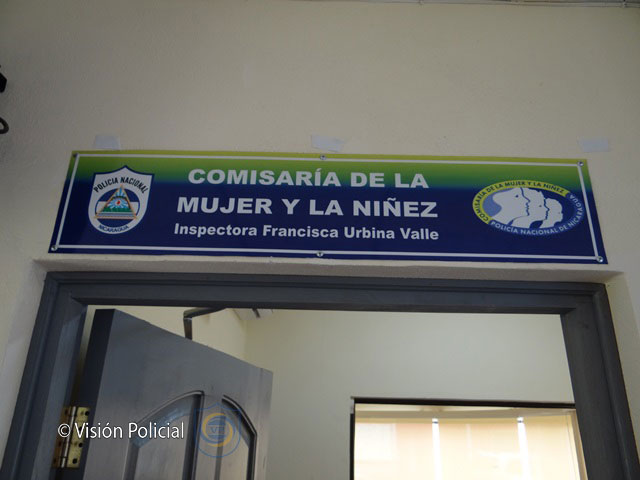 POLICIA NACIONAL
NICARAGUA
COMISARÍA DE LA
MUJER Y LA NIÑEZ
Inspectora Francisca Urbina Valle
COMISARÍA DE LA MUJER Y LA NIÑEZ
POLICÍA NACIONAL DE NICARAGUA
© Visión Policial